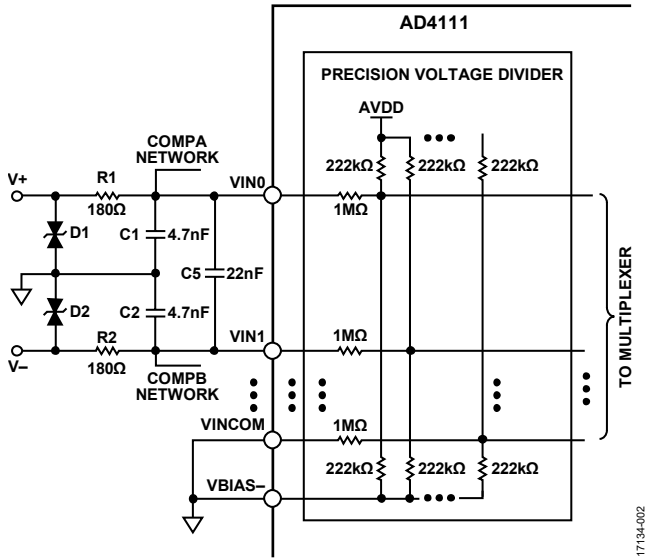 AD4111
PRECISION VOLTAGE DIVIDER
AVDD
COMPA
NETWORK
222kΩ
222kΩ
222kΩ
V+
R1
VIN0
180Ω
1MΩ
D1
C1
4.7nF
C5
22nF
D2
C2
4.7nF
R2
VIN1
1MΩ
V–
180Ω
COMPB
NETWORK
TO MULTIPLEXER
VINCOM
1MΩ
222kΩ
222kΩ
222kΩ
VBIAS–
17134-002